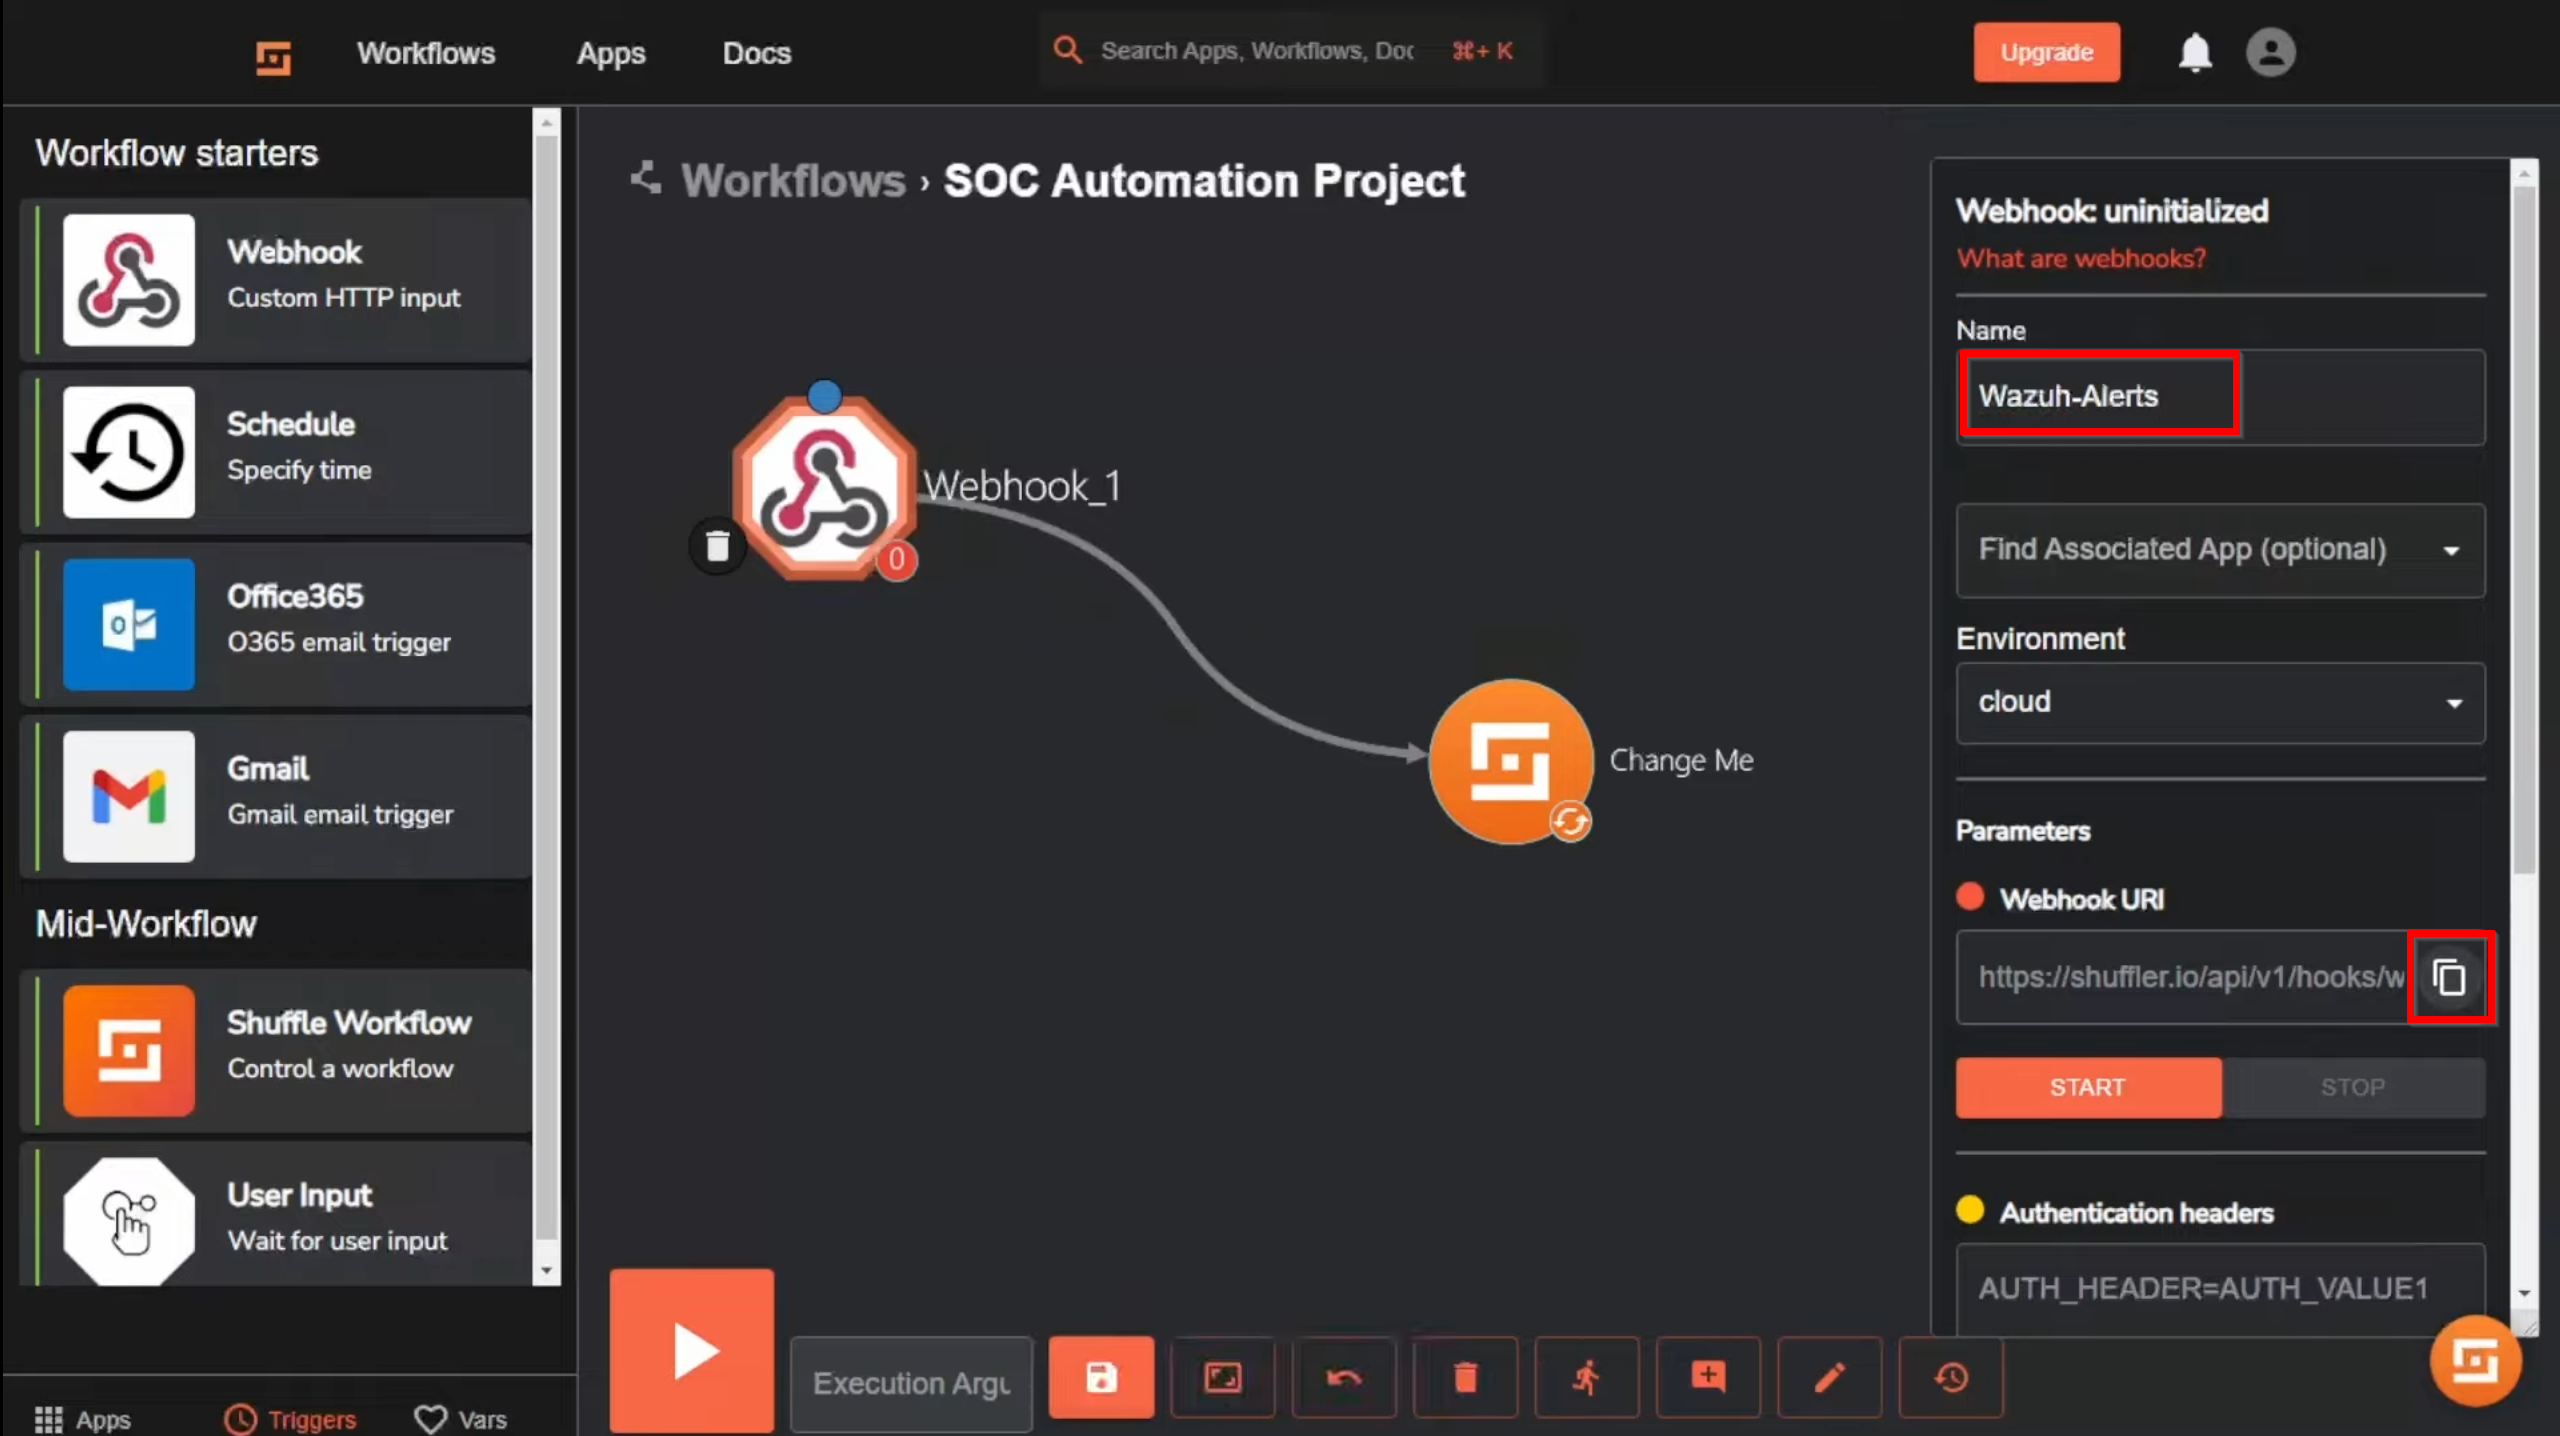 Workflows
Apps
Docs
Search Apps, Workflows, Doc
⌘+ K
Upgrade
Workflow starters
Webhook
Custom HTTP input
Schedule
Specify time
Office365
O365 email trigger
Gmail
Gmail email trigger
Mid-Workflow
Shuffle Workflow
Control a workflow
User Input
Wait for user input
Apps
Triggers
Vars
Workflows › SOC Automation Project
Webhook_1
0
Change Me
Execution Argu
Webhook: uninitialized
What are webhooks?
Name
Wazuh-Alerts
Find Associated App (optional)
Environment
cloud
Parameters
Webhook URI
https://shuffler.io/api/v1/hooks/w
START
STOP
Authentication headers
AUTH_HEADER=AUTH_VALUE1